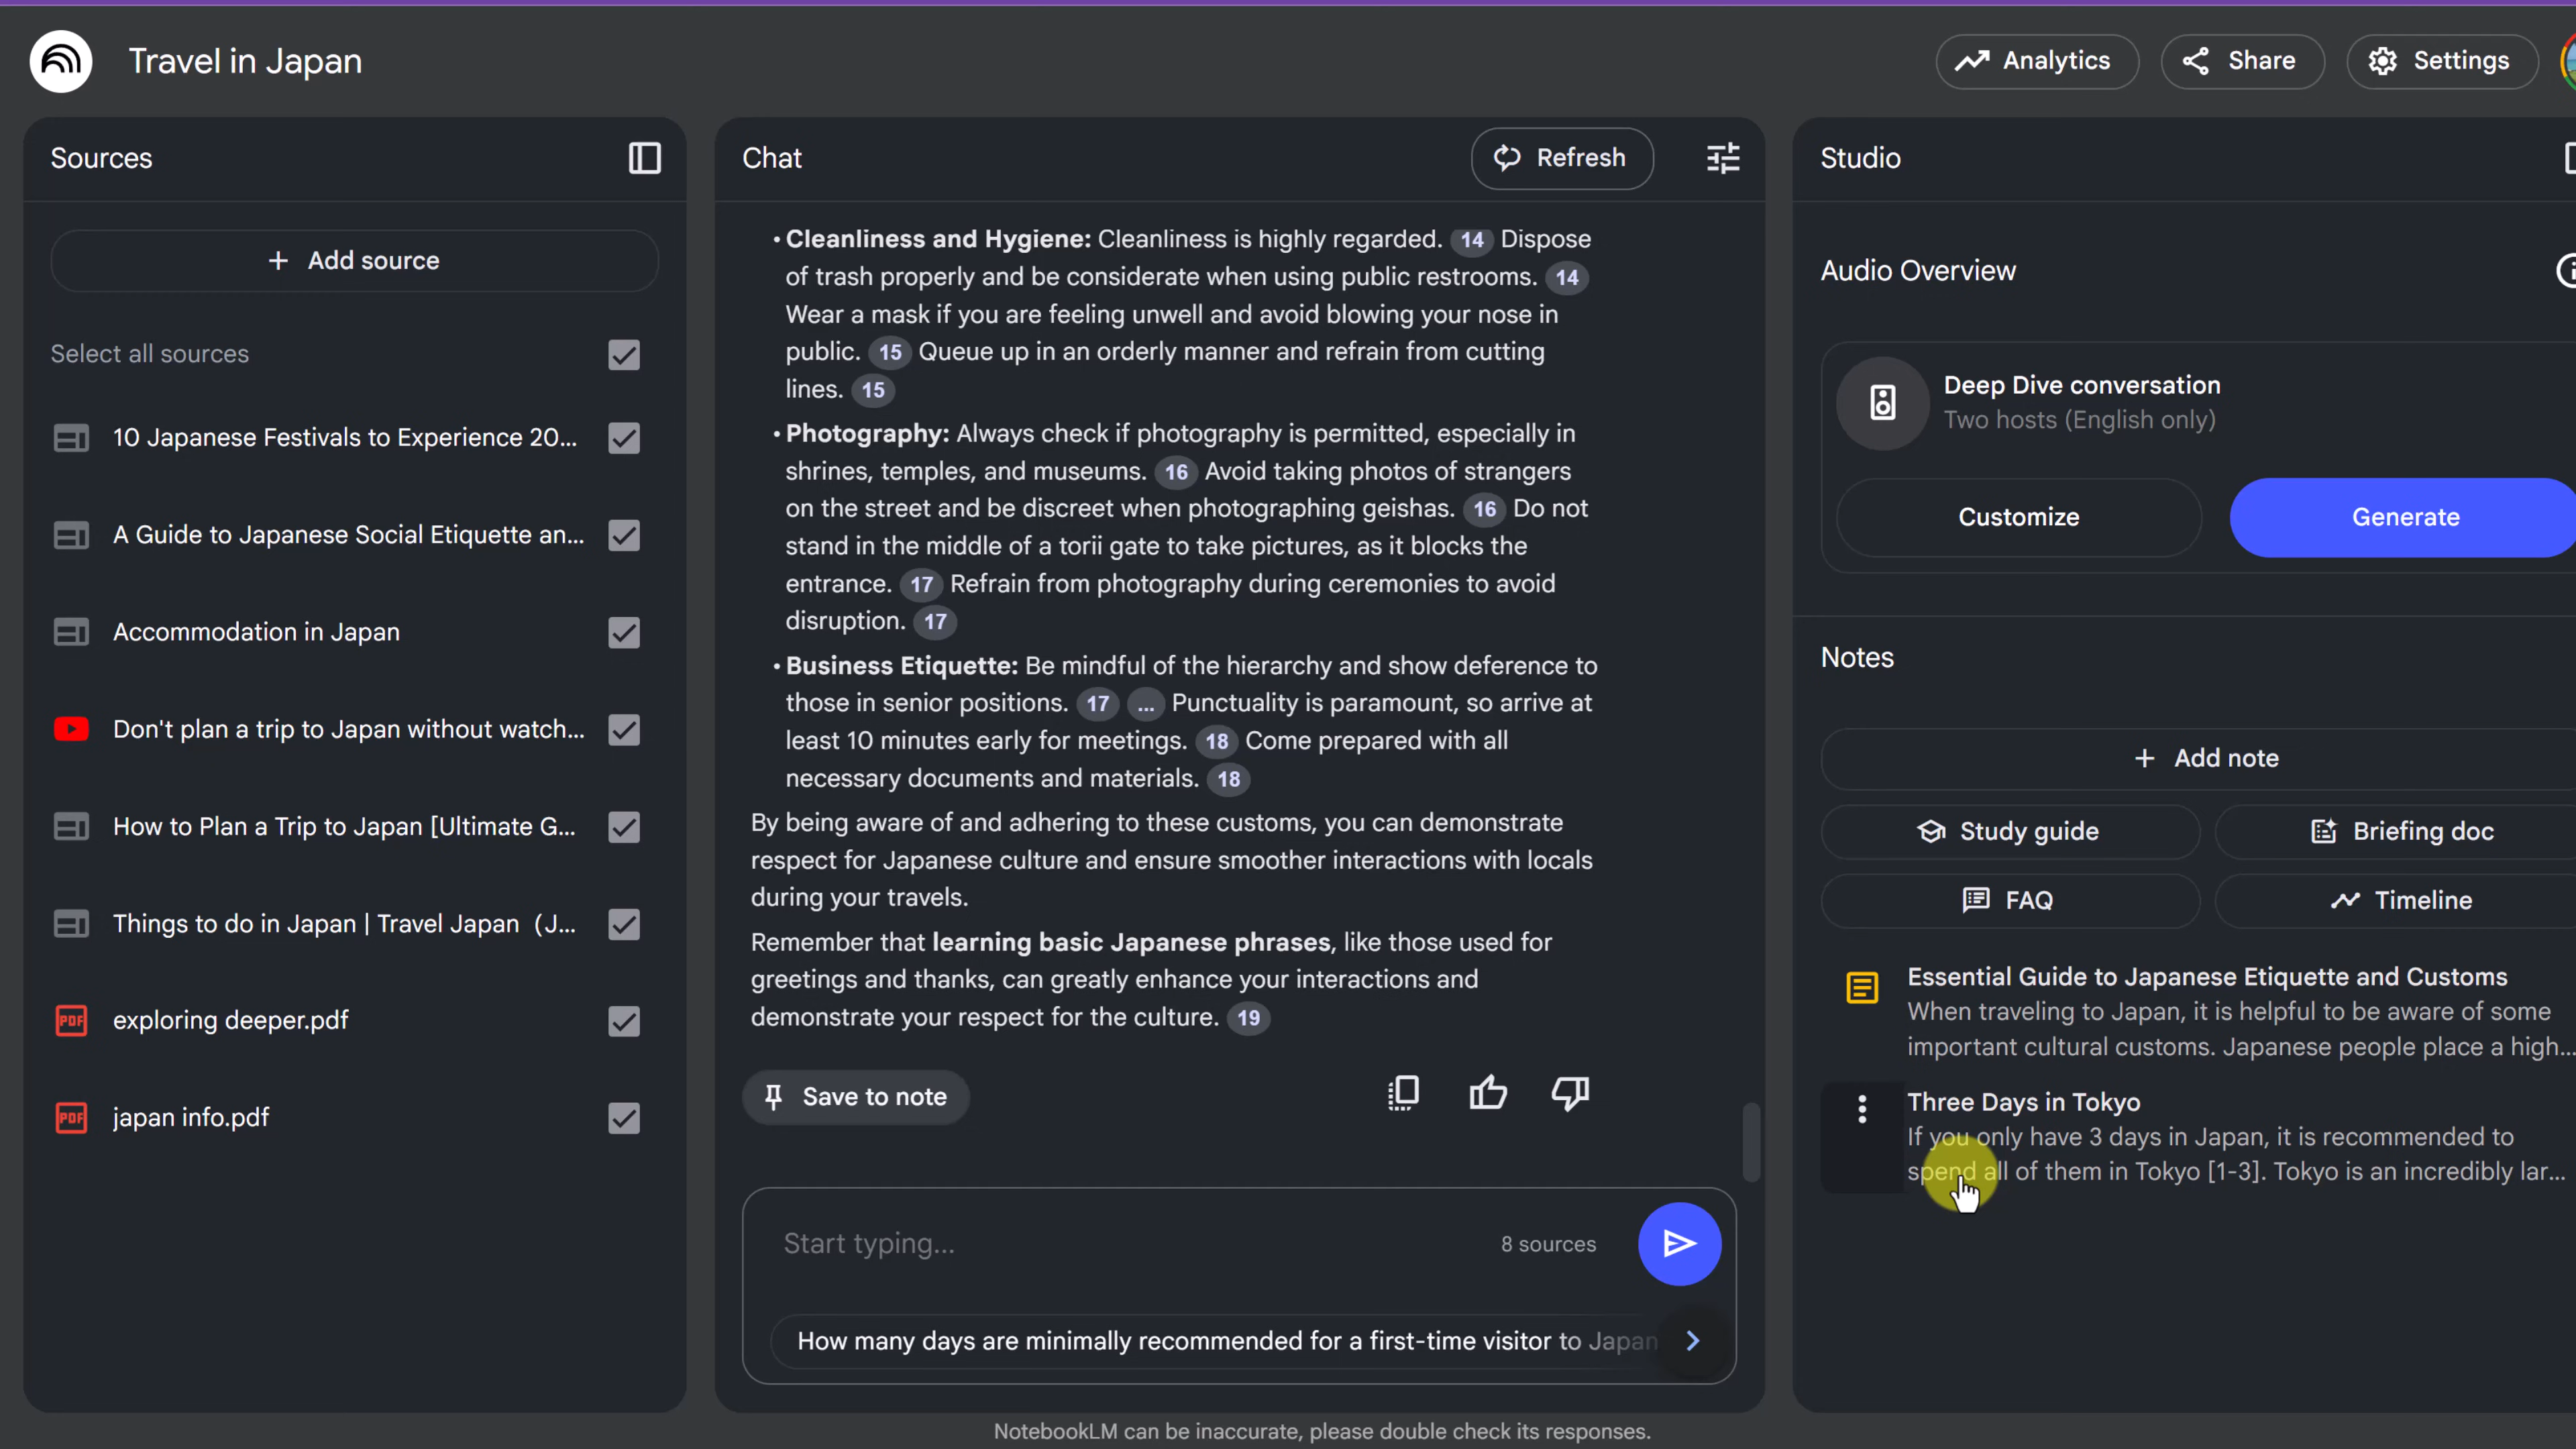 Travel in Japan
Analytics
Share
Settings
Sources
Add source
Select all sources
10 Japanese Festivals to Experience 20...
A Guide to Japanese Social Etiquette an...
Accommodation in Japan
Don't plan a trip to Japan without watch...
How to Plan a Trip to Japan [Ultimate G...
Things to do in Japan | Travel Japan (J...
PDF exploring deeper.pdf
PDF japan info.pdf
Chat
Refresh
• Cleanliness and Hygiene: Cleanliness is highly regarded. 14 Dispose
of trash properly and be considerate when using public restrooms. 14
Wear a mask if you are feeling unwell and avoid blowing your nose in
public. 15 Queue up in an orderly manner and refrain from cutting
lines. 15
• Photography: Always check if photography is permitted, especially in
shrines, temples, and museums. 16 Avoid taking photos of strangers
on the street and be discreet when photographing geishas. 16 Do not
stand in the middle of a torii gate to take pictures, as it blocks the
entrance. 17 Refrain from photography during ceremonies to avoid
disruption. 17
• Business Etiquette: Be mindful of the hierarchy and show deference to
those in senior positions. 17 ... Punctuality is paramount, so arrive at
least 10 minutes early for meetings. 18 Come prepared with all
necessary documents and materials. 18
By being aware of and adhering to these customs, you can demonstrate
respect for Japanese culture and ensure smoother interactions with locals
during your travels.
Remember that learning basic Japanese phrases, like those used for
greetings and thanks, can greatly enhance your interactions and
demonstrate your respect for the culture. 19
Save to note
Start typing...
8 sources
How many days are minimally recommended for a first-time visitor to Japan
NotebookLM can be inaccurate, please double check its responses.
Studio
Audio Overview
Deep Dive conversation
Two hosts (English only)
Customize
Generate
Notes
Add note
Study guide
Briefing doc
FAQ
Timeline
Essential Guide to Japanese Etiquette and Customs
When traveling to Japan, it is helpful to be aware of some
important cultural customs. Japanese people place a high...
Three Days in Tokyo
If you only have 3 days in Japan, it is recommended to
spend all of them in Tokyo [1-3]. Tokyo is an incredibly lar...